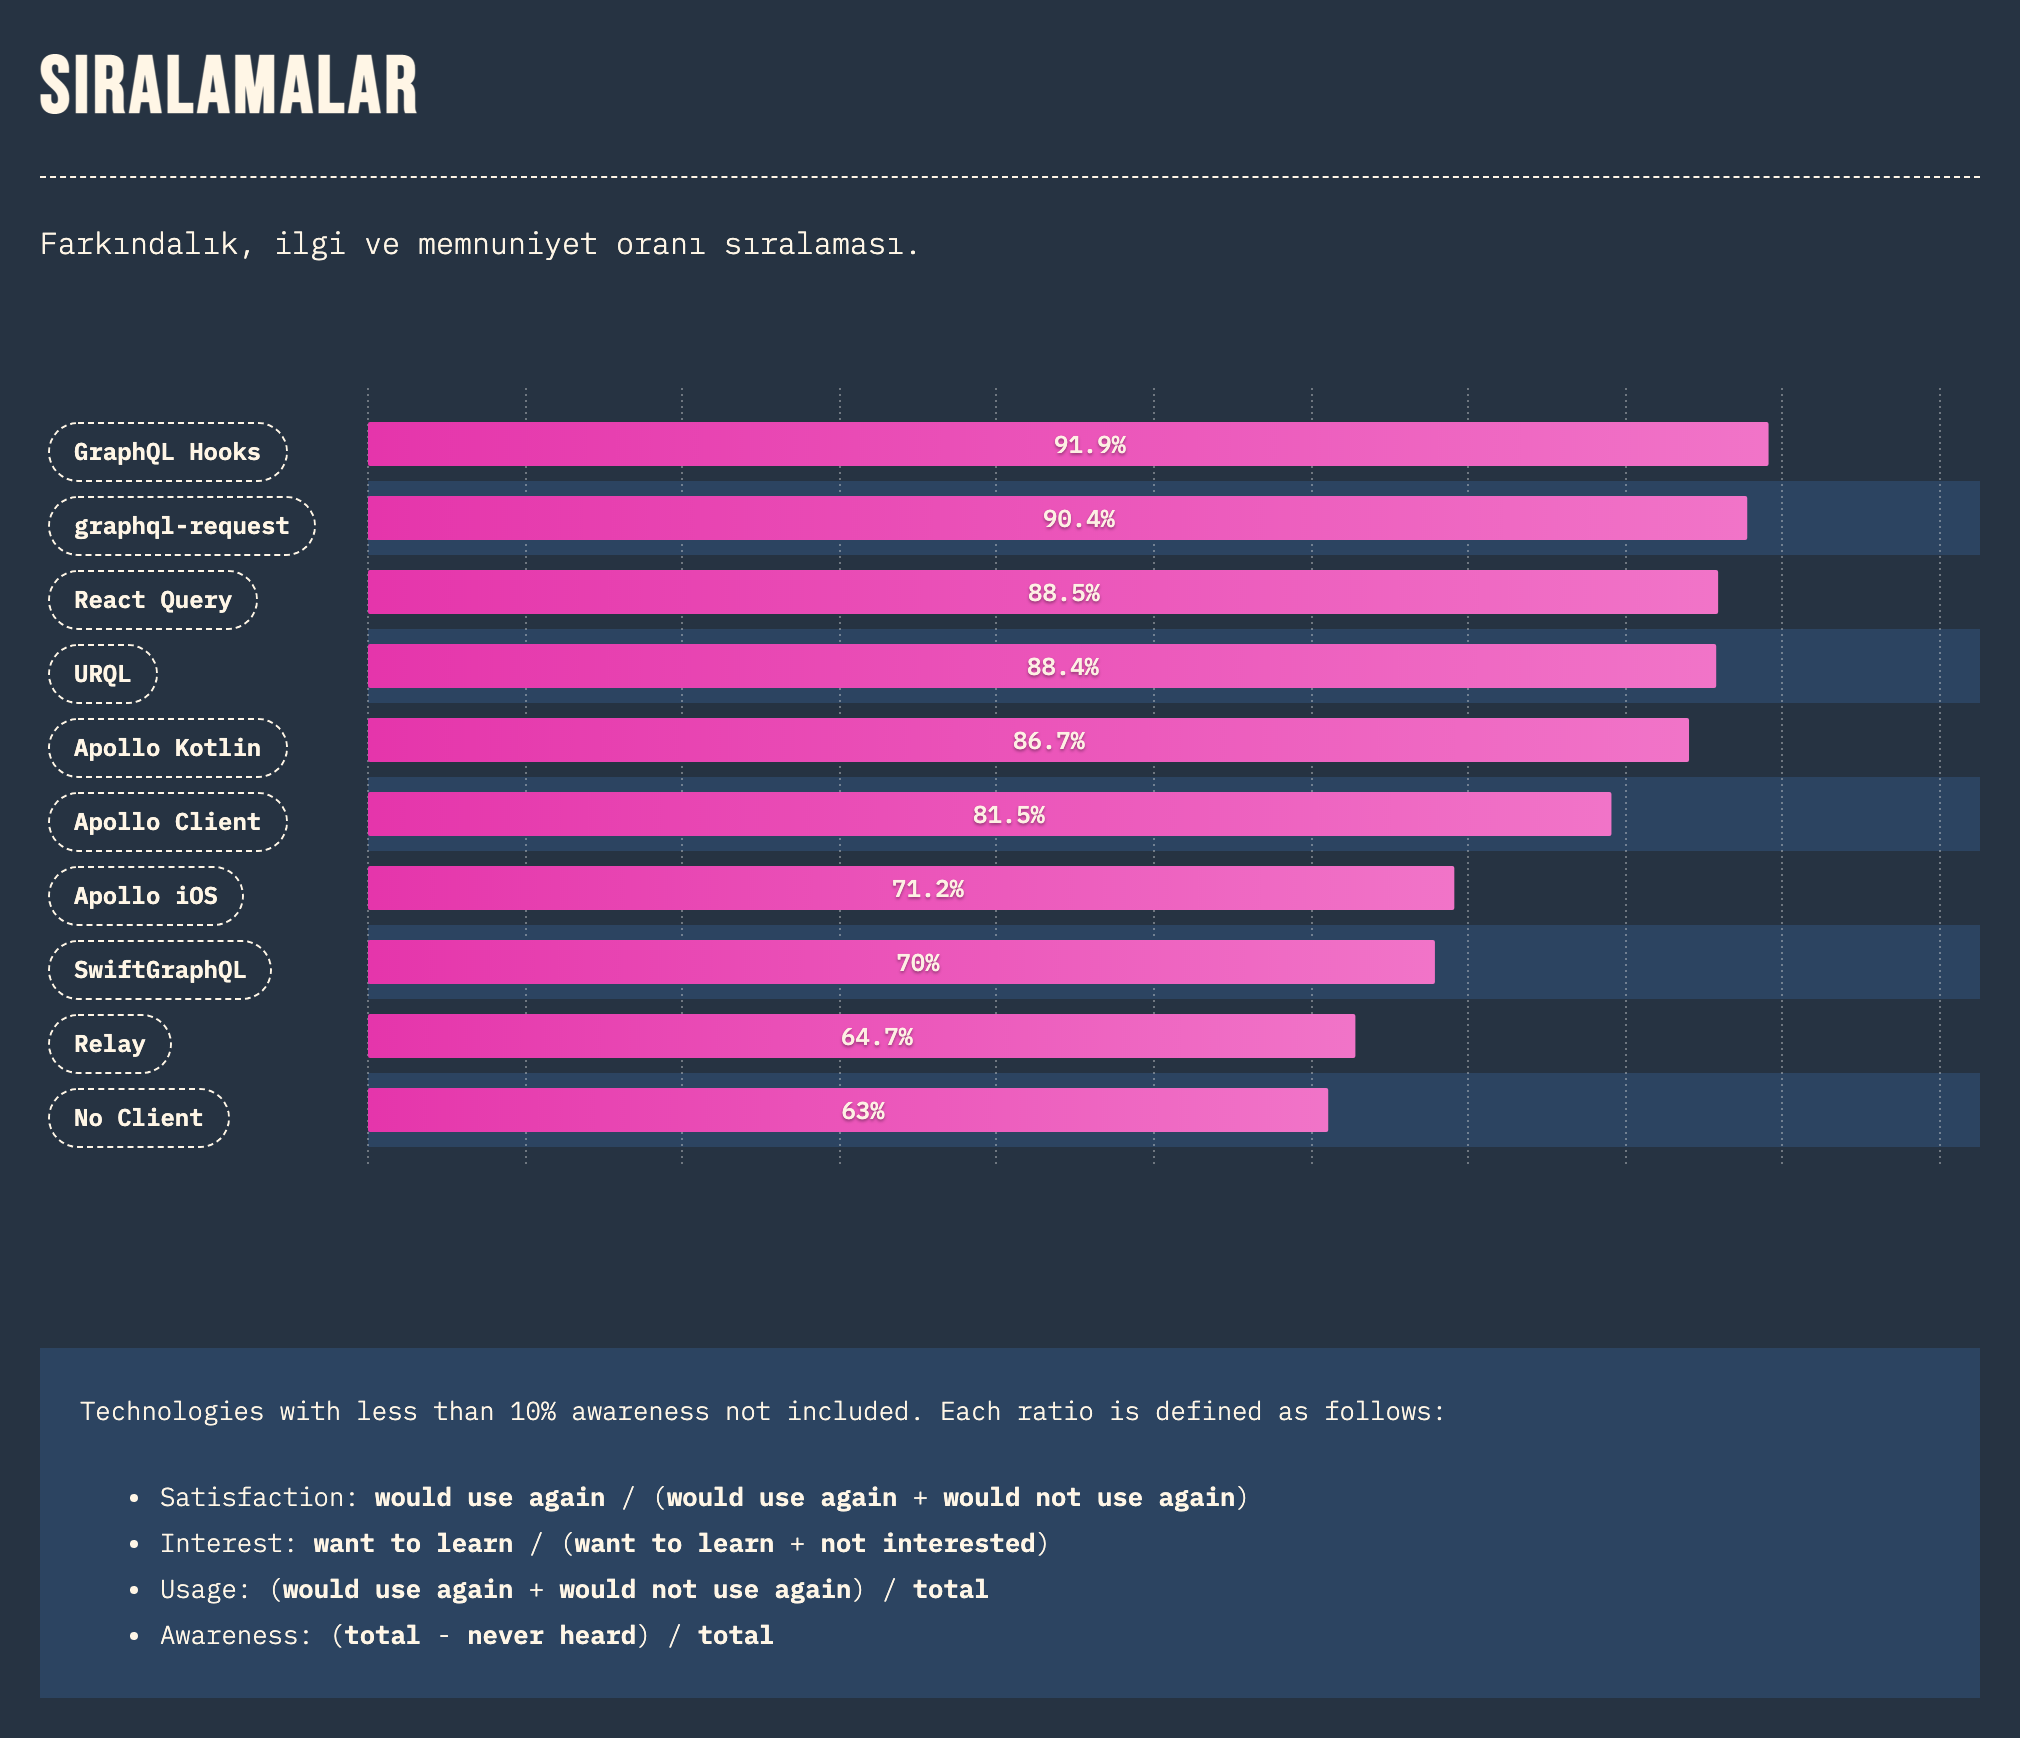 SIRALAMALAR
Farkındalık, ilgi ve memnuniyet oranı sıralaması.
GraphQL Hooks 91.9%
graphql-request 90.4%
React Query 88.5%
URQL 88.4%
Apollo Kotlin 86.7%
Apollo Client 81.5%
Apollo iOS 71.2%
SwiftGraphQL 70%
Relay 64.7%
No Client 63%
Technologies with less than 10% awareness not included. Each ratio is defined as follows:
• Satisfaction: would use again / (would use again + would not use again)
• Interest: want to learn / (want to learn + not interested)
• Usage: (would use again + would not use again) / total
• Awareness: (total - never heard) / total